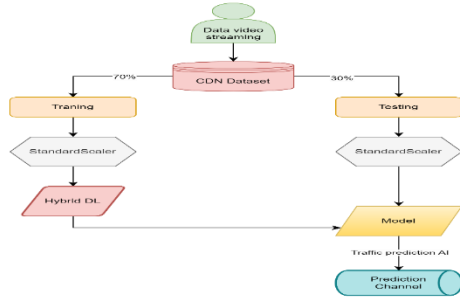 Data video
streaming
CDN Dataset
70%
30%
Traning
Testing
StandardScaler
StandardScaler
Hybrid DL
Model
Traffic prediction AI
Prediction
Channel